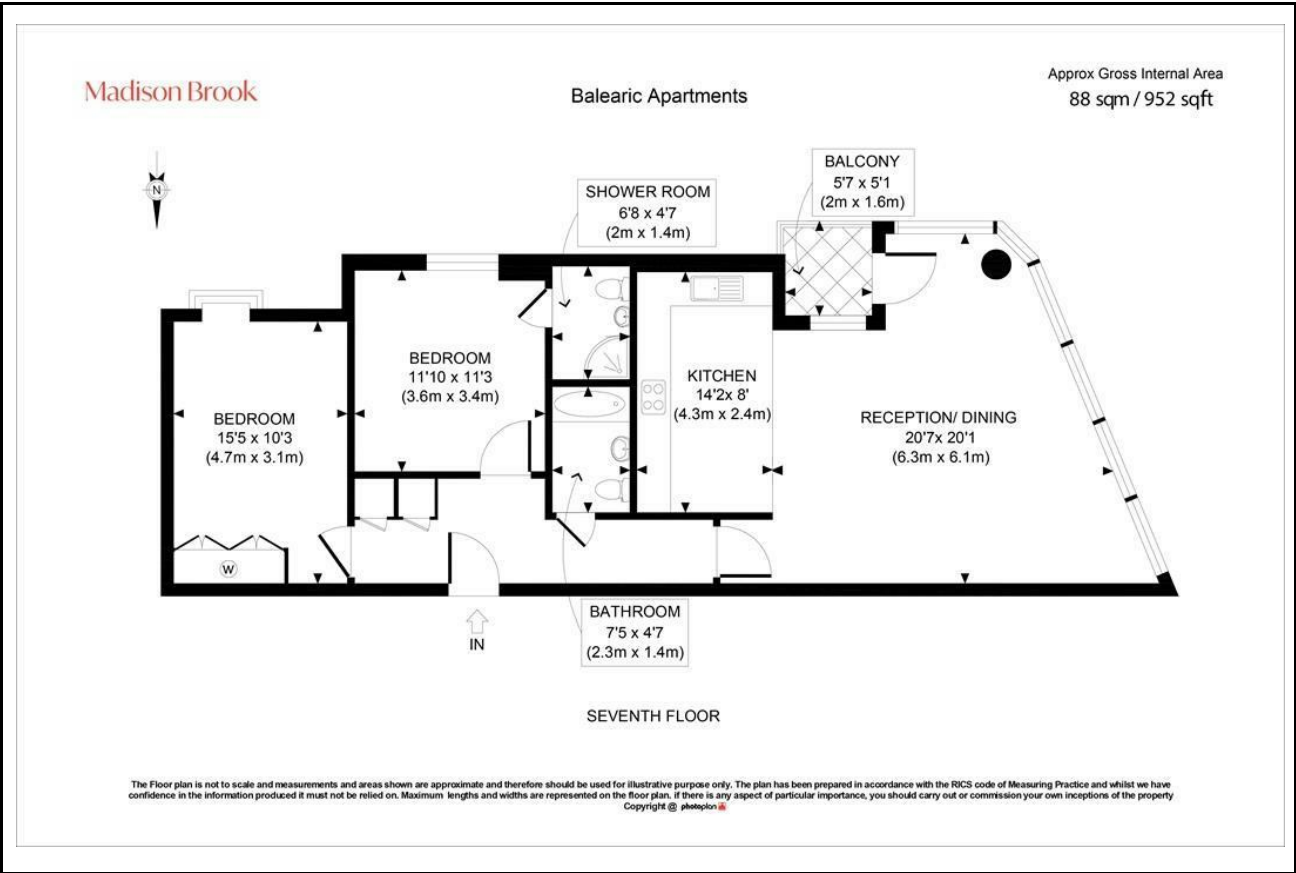 Madison Brook
Balearic Apartments
Approx Gross Internal Area
88 sqm / 952 sqft
N
BALCONY
5'7 x 5'1
(2m x 1.6m)
SHOWER ROOM
6'8 x 4'7
(2m x 1.4m)
BEDROOM
11'10 x 11'3
(3.6m x 3.4m)
KITCHEN
14'2x 8'
(4.3m x 2.4m)
BEDROOM
15'5 x 10'3
(4.7m x 3.1m)
RECEPTION/ DINING
20'7x 20'1
(6.3m x 6.1m)
W
BATHROOM
7'5 x 4'7
(2.3m x 1.4m)
IN
SEVENTH FLOOR
The Floor plan is not to scale and measurements and areas shown are approximate and therefore should be used for illustrative purpose only. The plan has been prepared in accordance with the RICS code of Measuring Practice and whilst we have
confidence in the information produced it must not be relied on. Maximum lengths and widths are represented on the floor plan. if there is any aspect of particular importance, you should carry out or commission your own inceptions of the property
Copyright @ photoplan